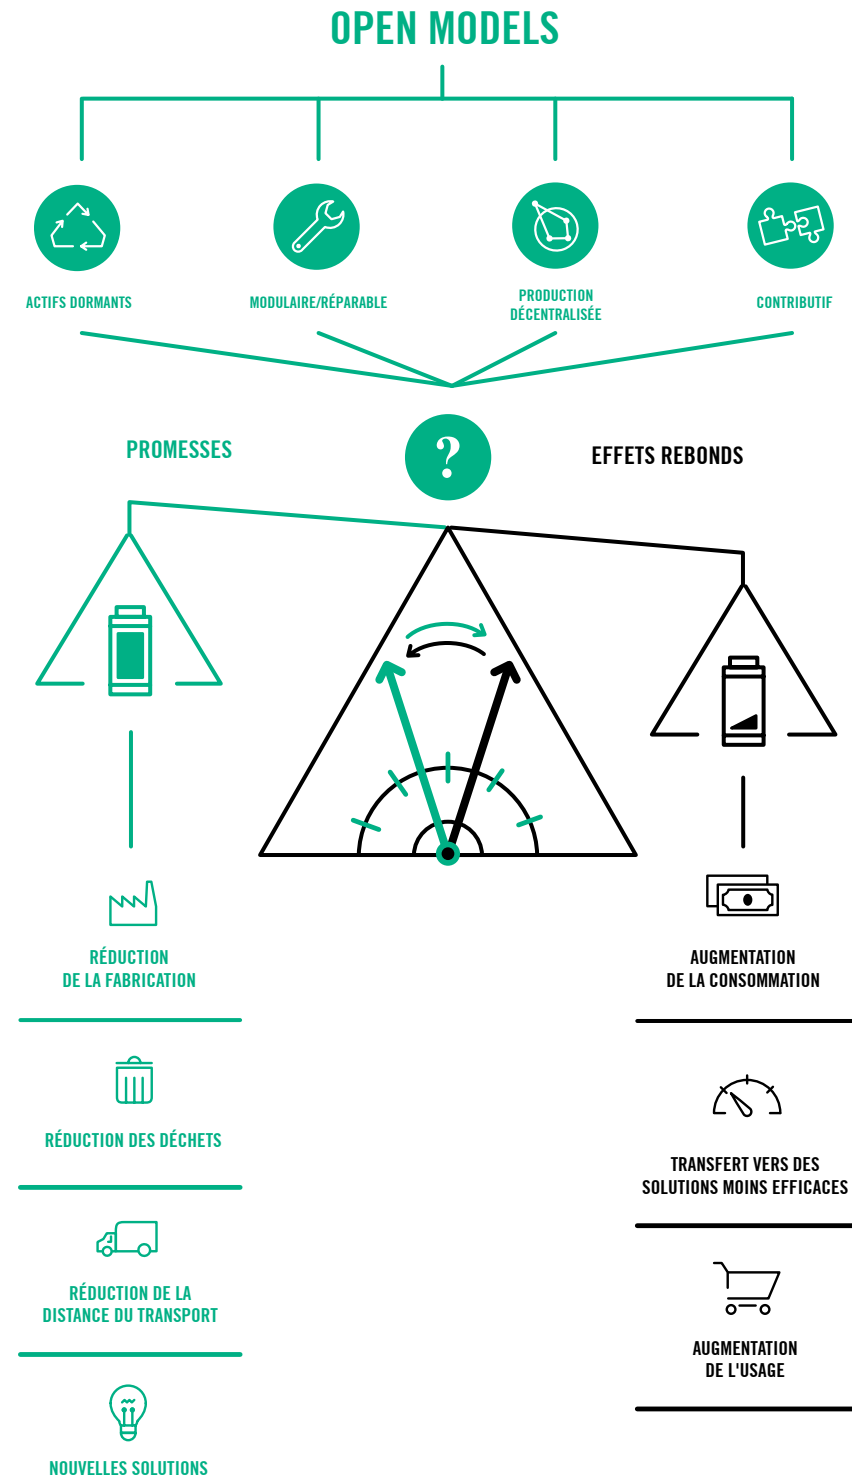 OPEN MODELS
ACTIFS DORMANTS
MODULAIRE/RÉPARABLE
PRODUCTION
DÉCENTRALISÉE
CONTRIBUTIF
PROMESSES
?
EFFETS REBONDS
RÉDUCTION
DE LA FABRICATION
RÉDUCTION DES DÉCHETS
RÉDUCTION DE LA
DISTANCE DU TRANSPORT
NOUVELLES SOLUTIONS
AUGMENTATION
DE LA CONSOMMATION
TRANSFERT VERS DES
SOLUTIONS MOINS EFFICACES
AUGMENTATION
DE L'USAGE